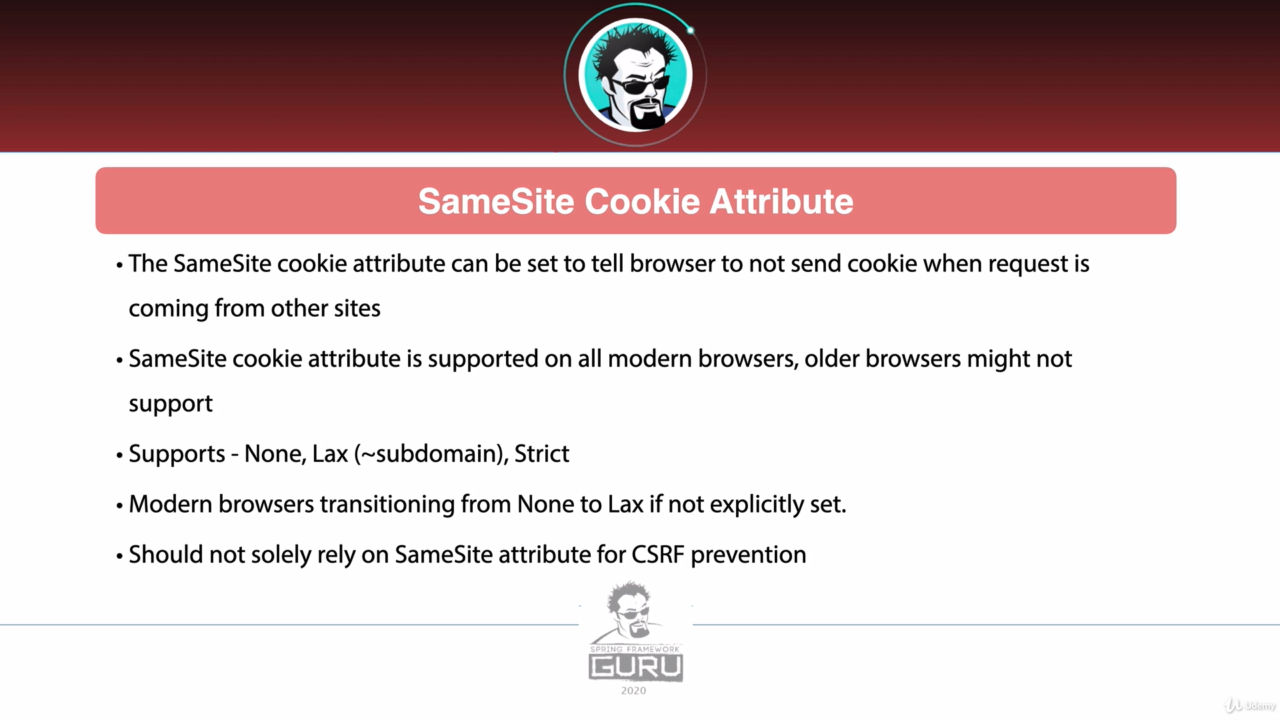 SameSite Cookie Attribute
• The SameSite cookie attribute can be set to tell browser to not send cookie when request is
coming from other sites
• SameSite cookie attribute is supported on all modern browsers, older browsers might not
support
• Supports - None, Lax (~subdomain), Strict
• Modern browsers transitioning from None to Lax if not explicitly set.
• Should not solely rely on SameSite attribute for CSRF prevention
SPRING FRAMEWORK
GURU
2020
Udemy